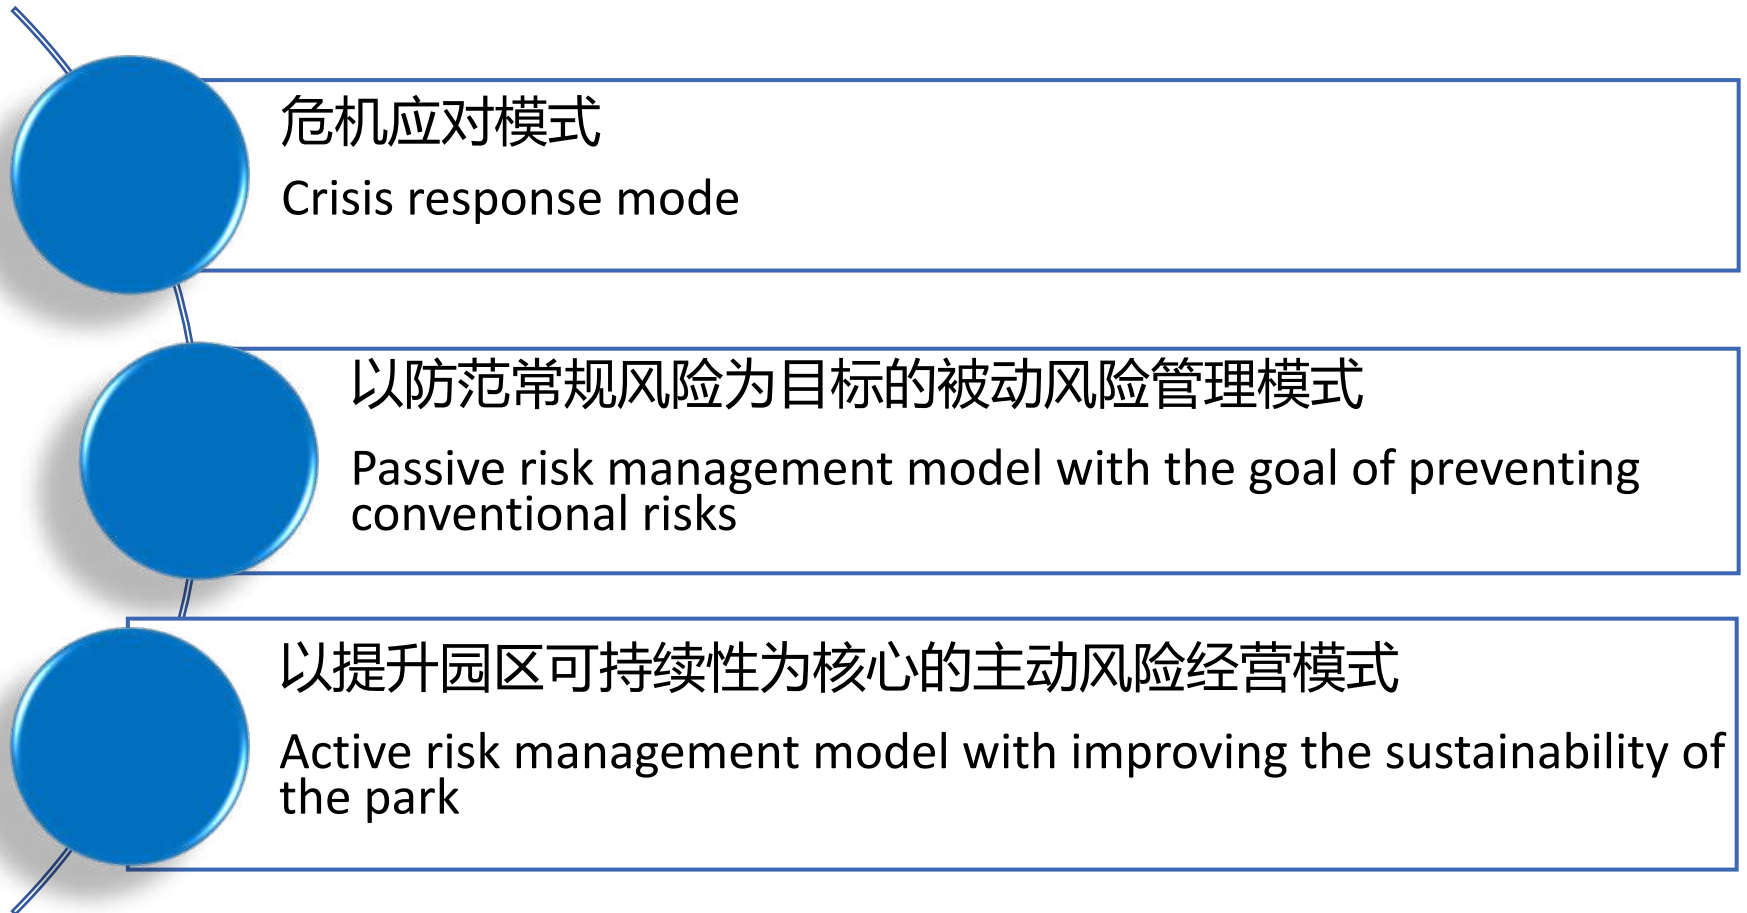 危机应对模式
Crisis response mode
以防范常规风险为目标的被动风险管理模式
Passive risk management model with the goal of preventing
conventional risks
以提升园区可持续性为核心的主动风险经营模式
Active risk management model with improving the sustainability of
the park